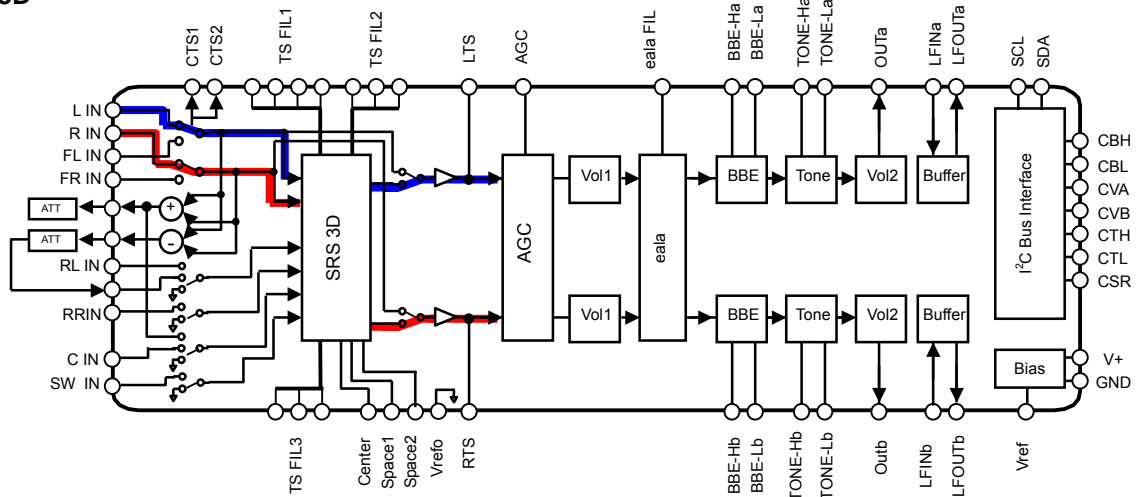 3D
CTS1
CTS2
TS FIL1
TS FIL2
LTS
AGC
eala FIL
BBE-Ha
BBE-La
TONE-Ha
TONE-La
OUTa
LFINa
LFOUTa
SCL
SDA
L IN
R IN
FL IN
FR IN
ATT
+
ATT
-
RL IN
RRIN
C IN
SW IN
SRS 3D
AGC
Vol1
eala
BBE
Tone
Vol2
Buffer
Vol1
BBE
Tone
Vol2
Buffer
I2C Bus Interface
Bias
CBH
CBL
CVA
CVB
CTH
CTL
CSR
V+
GND
TS FIL3
Center
Space1
Space2
Vrefo
RTS
BBE-Hb
BBE-Lb
TONE-Hb
TONE-Lb
Outb
LFINb
LFOUTb
Vref